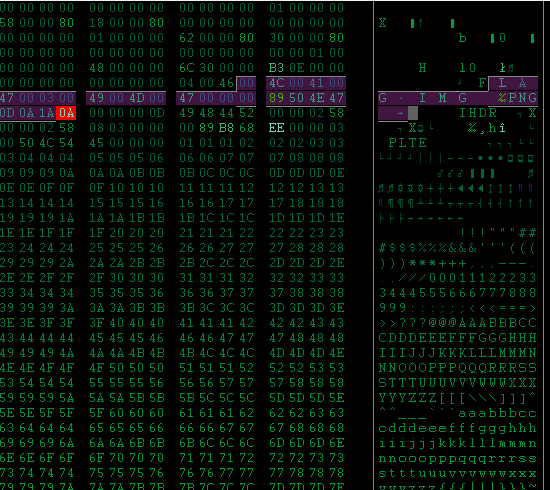 00 00 00 00 00 00 00 00 00 00 00 00 01 00 00 00
58 00 00 80 18 00 00 80 00 00 00 00 00 00 00 00 X
00 00 00 00 01 00 00 00 62 00 00 80 30 00 00 80 b 0
00 00 00 00 00 00 00 00 00 00 00 00 00 00 01 00
00 00 00 00 48 00 00 00 6C 30 00 00 B3 0E 00 00 H l0 ł♬
00 00 00 00 00 00 00 00 04 00 46 00 4C 00 41 00 F L A
47 00 03 00 49 00 4D 00 47 00 00 00 89 50 4E 47 G I M G ‰PNG
0D 0A 1A 0A 49 48 44 52 00 00 02 58 IHDR X
00 00 02 58 00 89 B8 68 EE X ‰¸hî
00 50 4C 54 45 00 00 00 01 01 01 02 02 02 03 03 PLTE
03 04 04 04 05 05 05 06 06 06 07 07 07 08 08 08
09 09 09 0A 0A 0A 0B 0B 0B 0C 0C 0C 0D 0D 0D 0E
0E 0E 0F 0F 0F 10 10 10 11 11 11 12 12 12 13 13
13 14 14 14 15 15 15 16 16 16 17 17 17 18 18 18
19 19 19 1A 1A 1A 1B 1B 1B 1C 1C 1C 1D 1D 1D 1E
1E 1E 1F 1F 1F 20 20 20 21 21 21 22 22 22 23 23 !!!"""##
23 24 24 24 25 25 25 26 26 26 27 27 27 28 28 28 #$$$%%%&&&'''(((
29 29 29 2A 2A 2A 2B 2B 2B 2C 2C 2C 2D 2D 2D 2E )))***+++,,,---.
2E 2E 2F 2F 2F 30 30 30 31 31 31 32 32 32 33 33 ..///00011122233
33 34 34 34 35 35 35 36 36 36 37 37 37 38 38 38 3444555666777888
39 39 39 3A 3A 3A 3B 3B 3B 3C 3C 3C 3D 3D 3D 3E 999:::;;;<<<===>
3E 3E 3F 3F 3F 40 40 40 41 41 41 42 42 42 43 43 >>???@@@AAABBBCC
43 44 44 44 45 45 45 46 46 46 47 47 47 48 48 48 CDDDEEEFFFGGGHHH
49 49 49 4A 4A 4A 4B 4B 4B 4C 4C 4C 4D 4D 4D 4E IIIJJJKKKLLLMMMN
4E 4E 4F 4F 4F 50 50 50 51 51 51 52 52 52 53 53 NNOOOPPPQQQRRRSS
53 54 54 54 55 55 55 56 56 56 57 57 57 58 58 58 STTTUUUVVVWWWXXX
59 59 59 5A 5A 5A 5B 5B 5B 5C 5C 5C 5D 5D 5D 5E YYYZZZ[[[\\\]]]^
5E 5E 5F 5F 5F 60 60 60 61 61 61 62 62 62 63 63 ^^___```aaabbbcc
63 64 64 64 65 65 65 66 66 66 67 67 67 68 68 68 cdddeeefffggghhh
69 69 69 6A 6A 6A 6B 6B 6B 6C 6C 6C 6D 6D 6D 6E iiijjjkkklllmmmn
6E 6E 6F 6F 6F 70 70 70 71 71 71 72 72 72 73 73 nnooopppqqqrrrss
73 74 74 74 75 75 75 76 76 76 77 77 77 78 78 78 stttuuuvvvwwwxxx
79 79 79 7A 7A 7A 7B 7B 7B 7C 7C 7C 7D 7D 7D 7E yyyzzz{{{|||}}}~